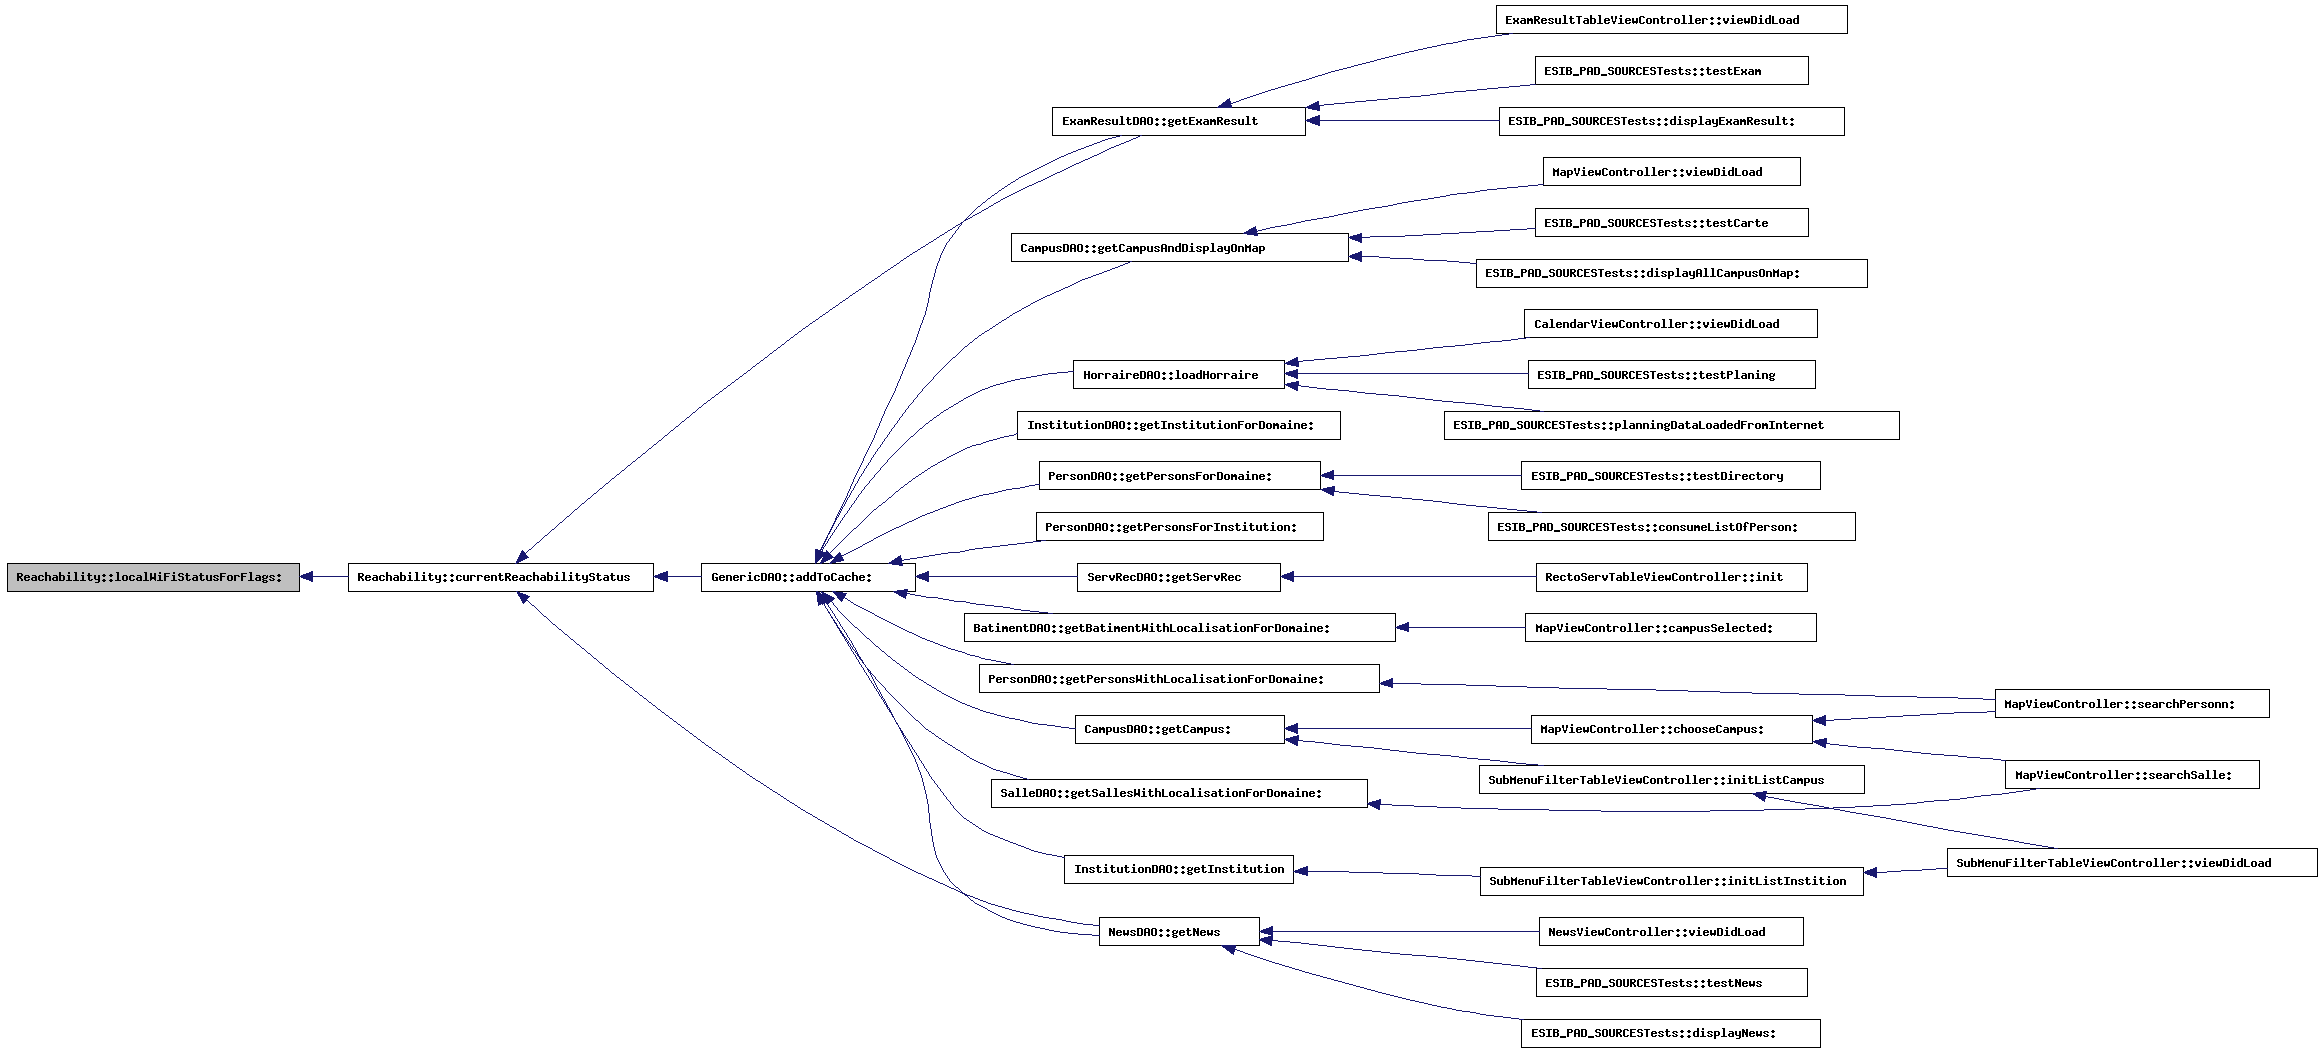 ExamResultTableViewController::viewDidLoad
ESIB_PAD_SOURCESTests::testExam
ExamResultDAO::getExamResult
ESIB_PAD_SOURCESTests::displayExamResult:
MapViewController::viewDidLoad
ESIB_PAD_SOURCESTests::testCarte
CampusDAO::getCampusAndDisplayOnMap
ESIB_PAD_SOURCESTests::displayAllCampusOnMap:
CalendarViewController::viewDidLoad
HorraireDAO::loadHorraire
ESIB_PAD_SOURCESTests::testPlaning
InstitutionDAO::getInstitutionForDomaine:
ESIB_PAD_SOURCESTests::planningDataLoadedFromInternet
PersonDAO::getPersonsForDomaine:
ESIB_PAD_SOURCESTests::testDirectory
PersonDAO::getPersonsForInstitution:
ESIB_PAD_SOURCESTests::consumeListOfPerson:
Reachability::localWiFiStatusForFlags:
Reachability::currentReachabilityStatus
GenericDAO::addToCache:
ServRecDAO::getServRec
RectoServTableViewController::init
BatimentDAO::getBatimentWithLocalisationForDomaine:
MapViewController::campusSelected:
PersonDAO::getPersonsWithLocalisationForDomaine:
MapViewController::searchPersonn:
CampusDAO::getCampus:
MapViewController::chooseCampus:
SubMenuFilterTableViewController::initListCampus
MapViewController::searchSalle:
SalleDAO::getSallesWithLocalisationForDomaine:
SubMenuFilterTableViewController::viewDidLoad
InstitutionDAO::getInstitution
SubMenuFilterTableViewController::initListInstition
NewsDAO::getNews
NewsViewController::viewDidLoad
ESIB_PAD_SOURCESTests::testNews
ESIB_PAD_SOURCESTests::displayNews: